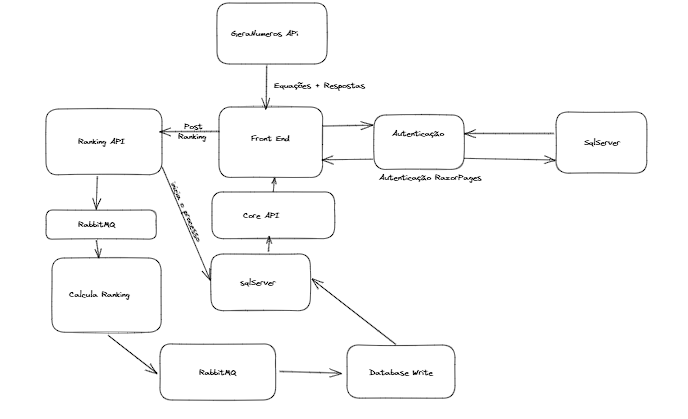 GeraNumeros APi
Equações + Respostas
Ranking API
Post
Ranking
Front End
Autenticação
SqlServer
Autenticação RazorPages
inicia o processo
Core API
RabbitMQ
sqlServer
Calcula Ranking
RabbitMQ
Database Write